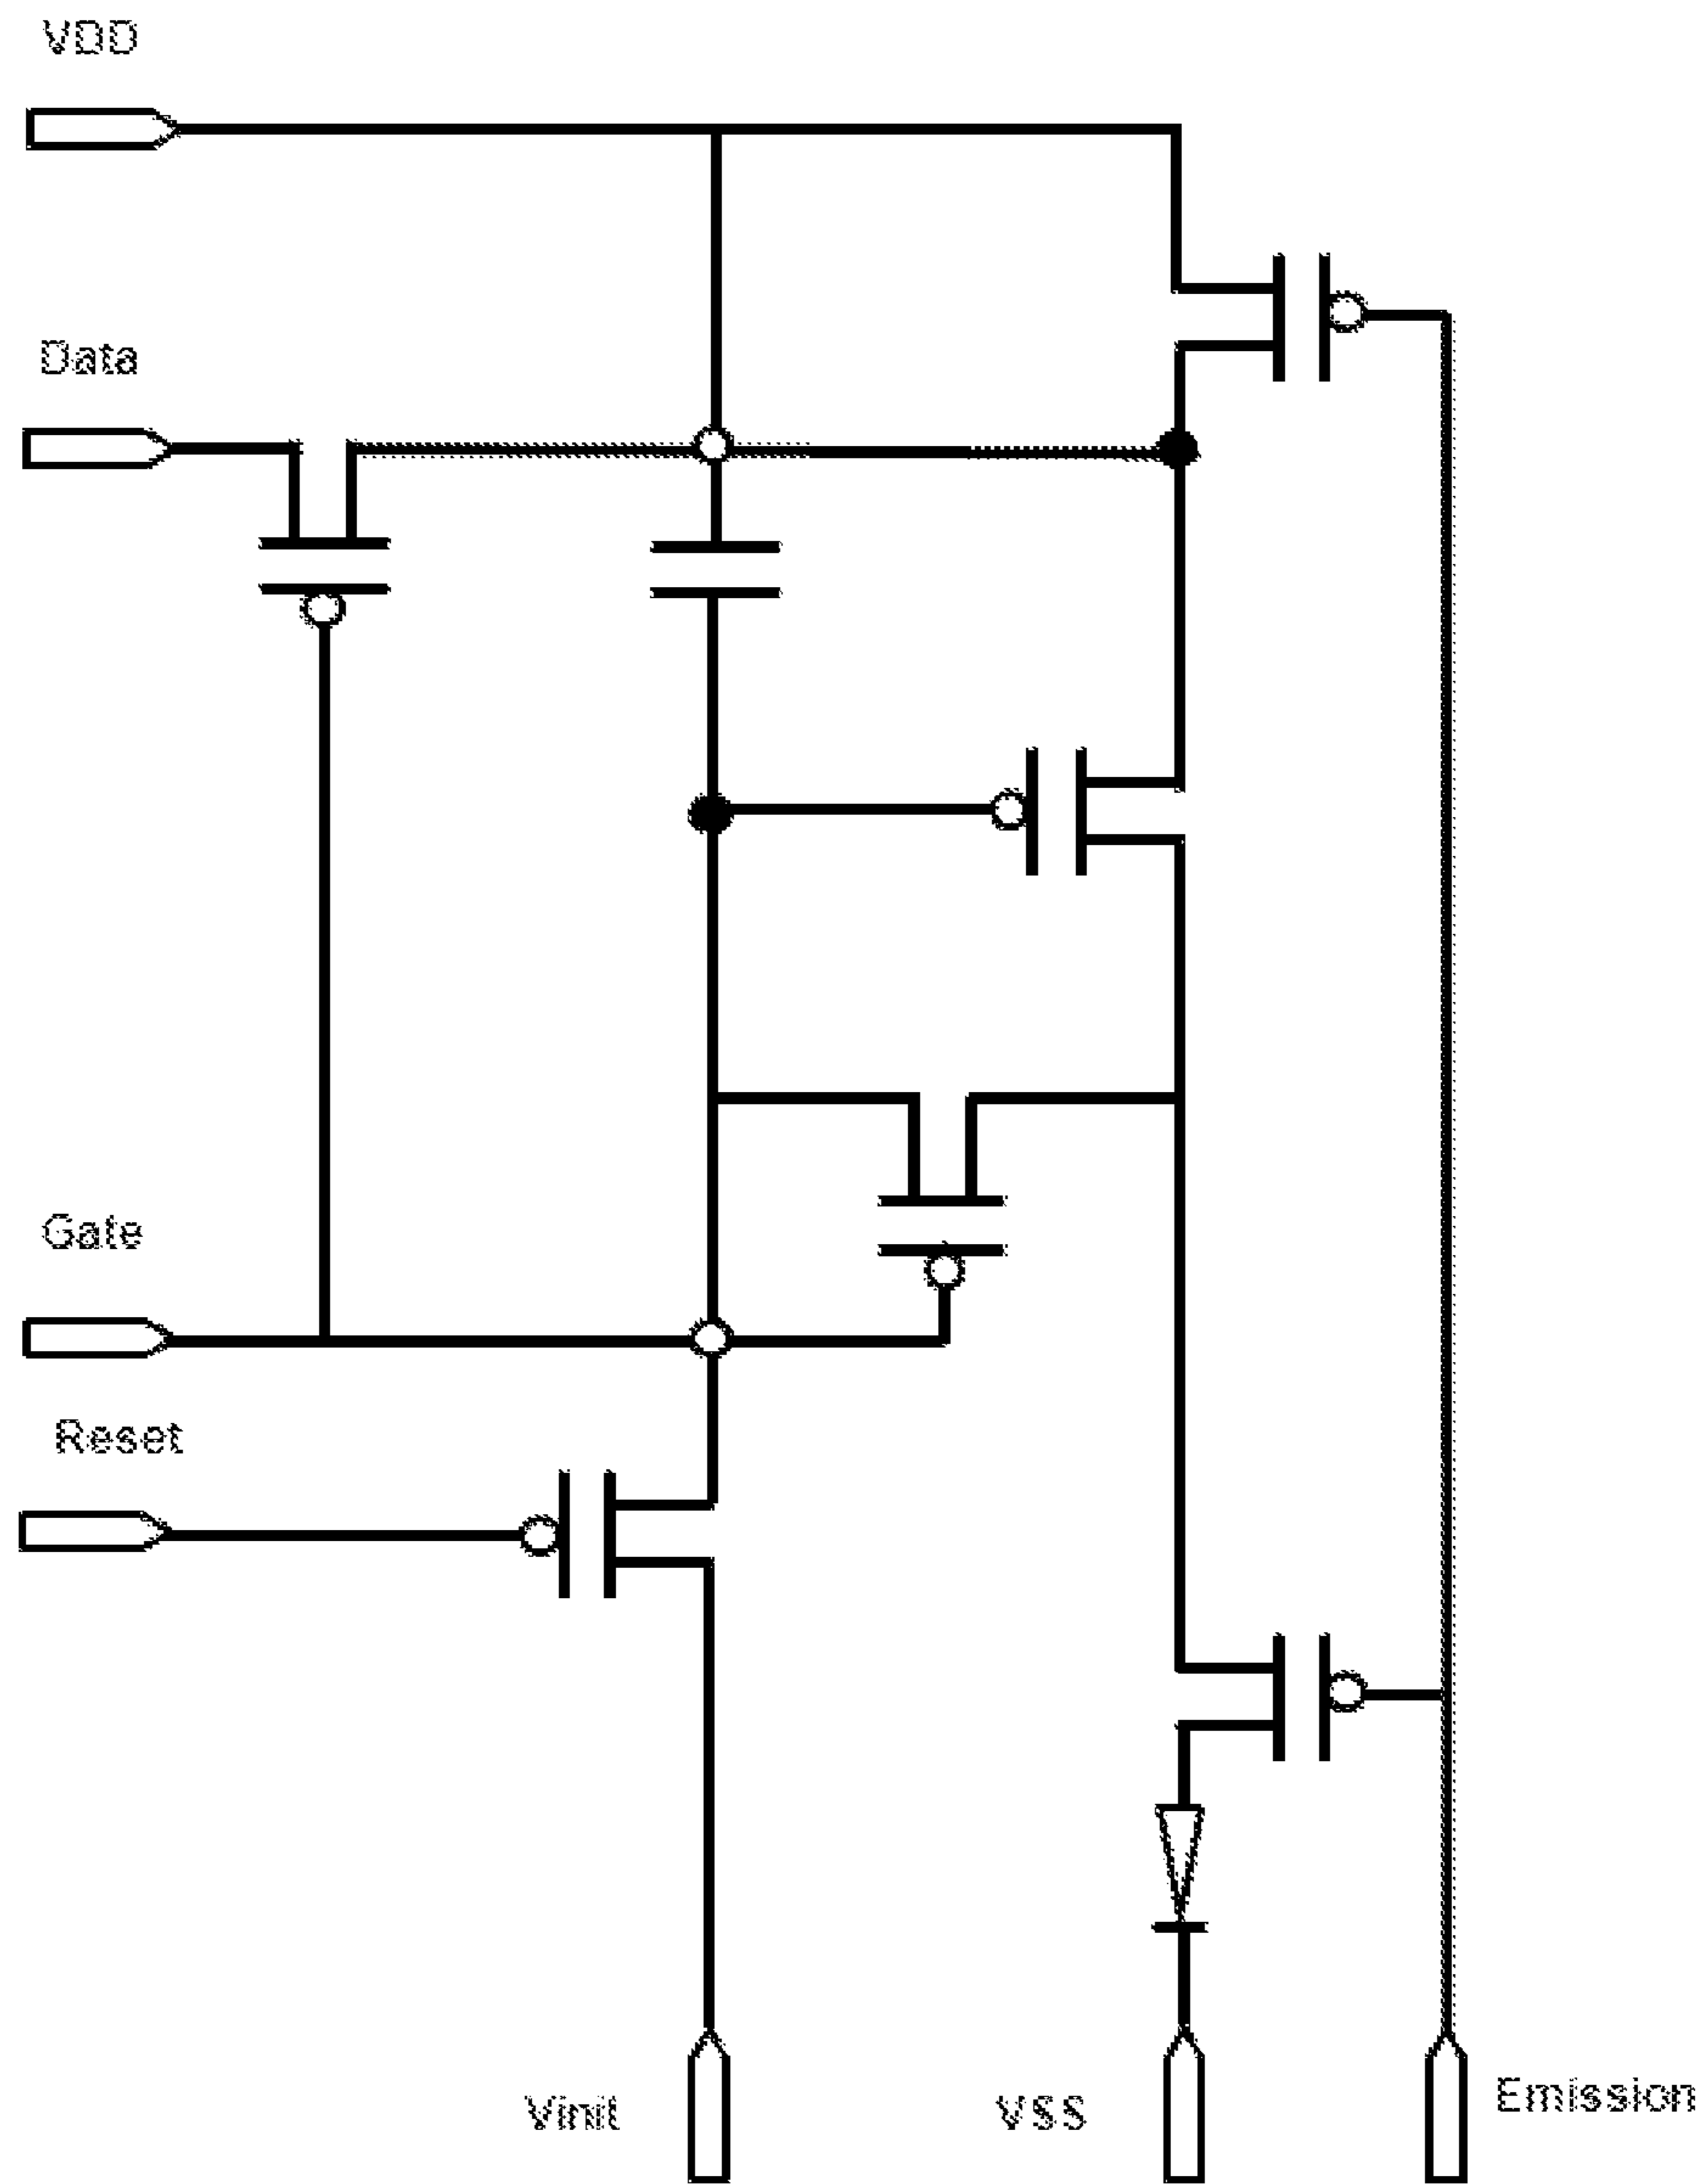 VDD
Data
Gate
Reset
Vinit
VSS
Emission